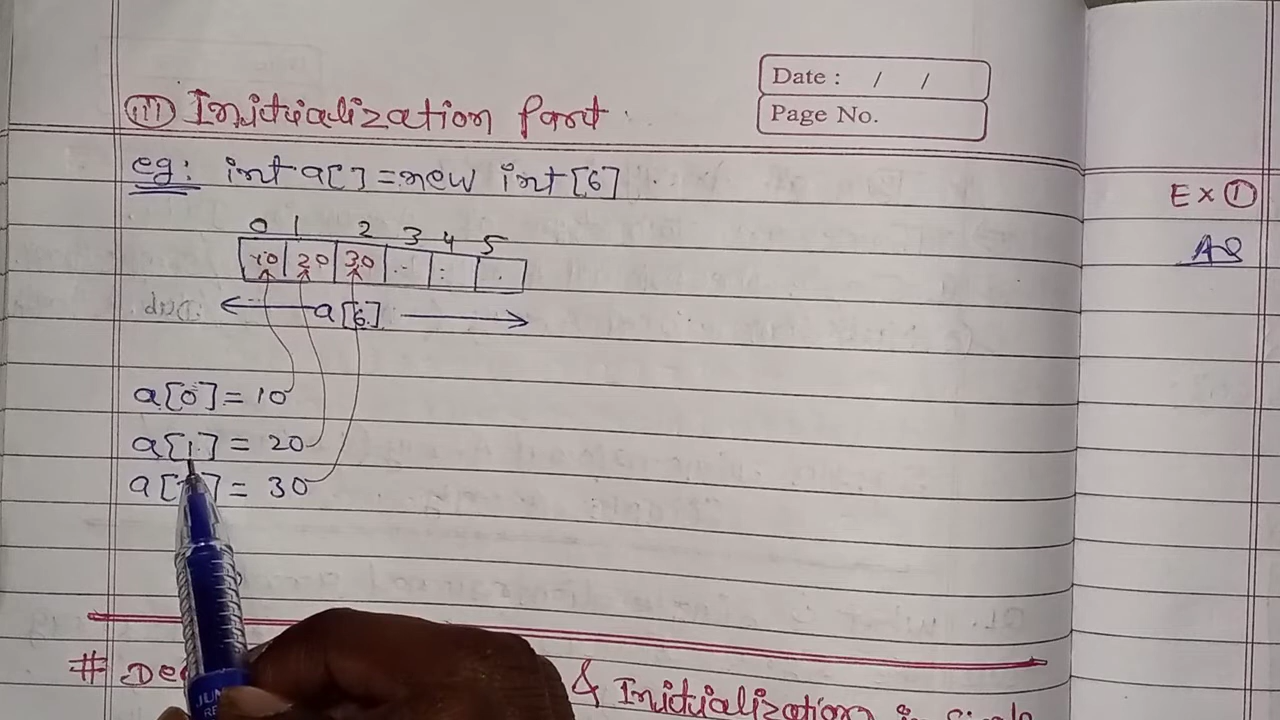 Date : / /
Page No.
(III) Initialization Part.
eg: int a[] = new int[6]
0 1 2 3 4 5
10 20 30 . : .
a[6]
a[0] = 10
a[1] = 20
a[ ] = 30
& Initialization in
Ex ①